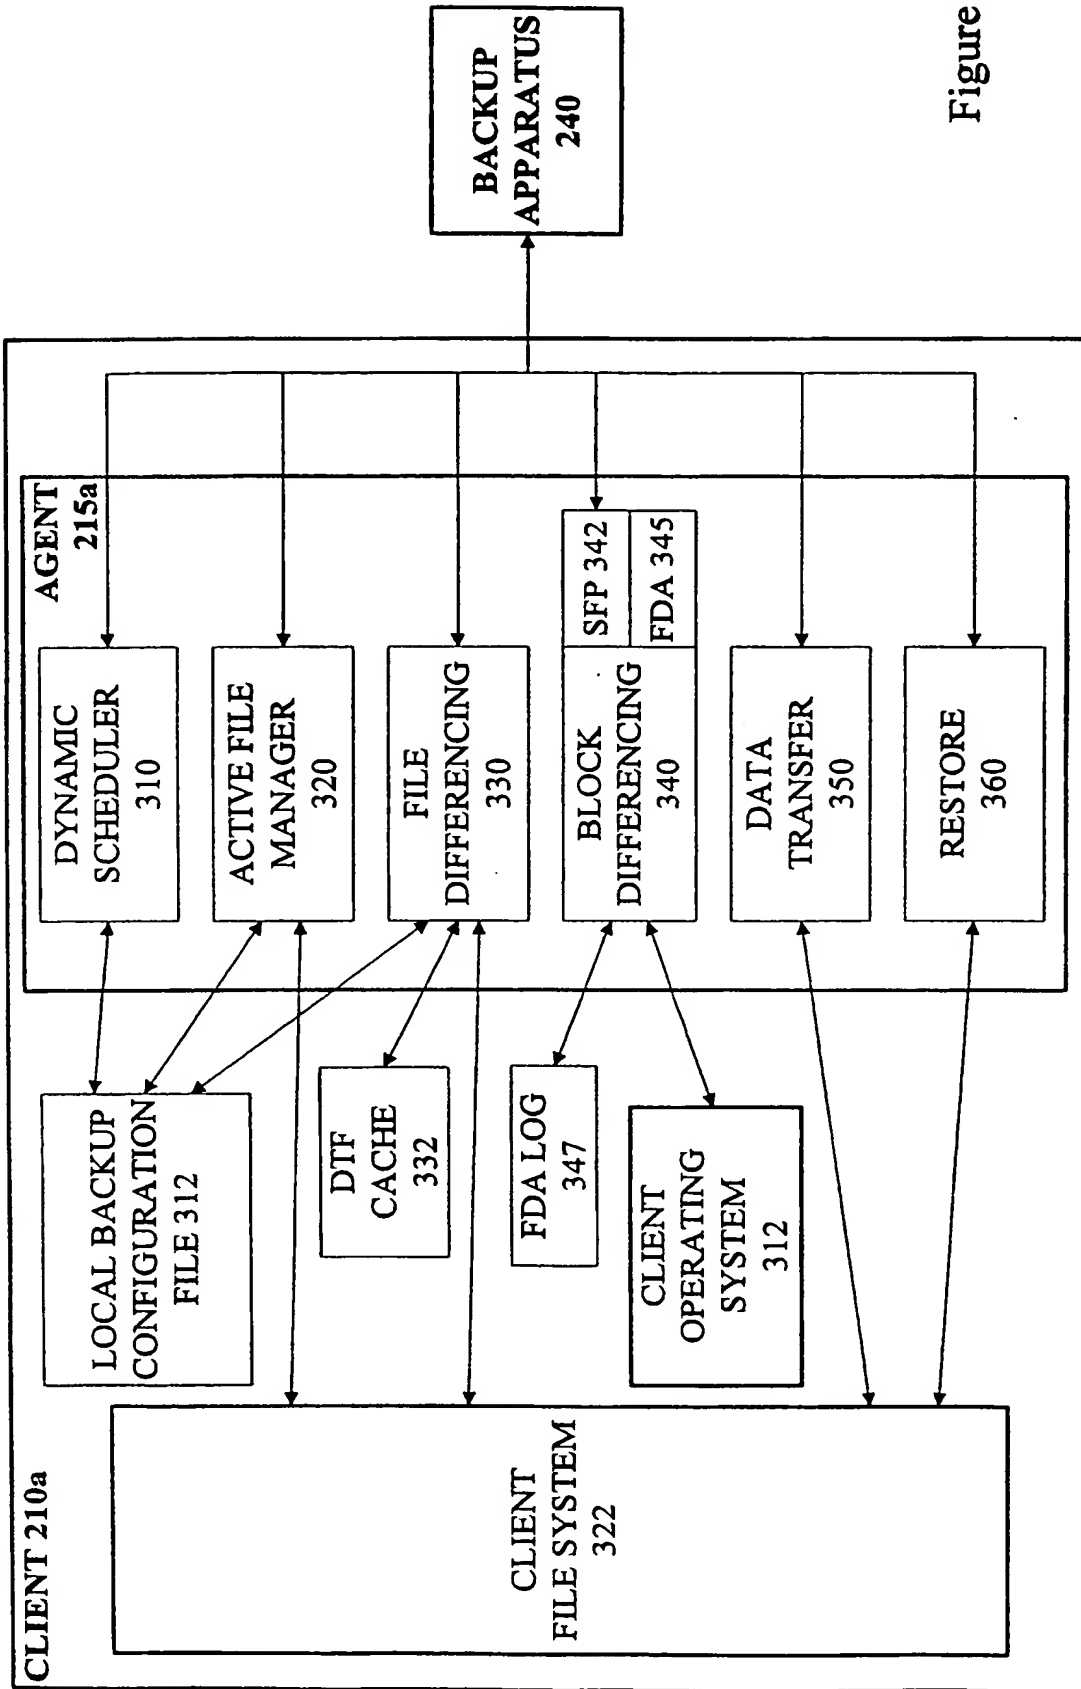 CLIENT 210a
CLIENT
FILE SYSTEM
322
LOCAL BACKUP
CONFIGURATION
FILE 312
DTF
CACHE
332
FDA LOG
347
CLIENT
OPERATING
SYSTEM
312
AGENT
215a
DYNAMIC
SCHEDULER
310
ACTIVE FILE
MANAGER
320
FILE
DIFFERENCING
330
BLOCK
DIFFERENCING
340
SFP 342
FDA 345
DATA
TRANSFER
350
RESTORE
360
BACKUP
APPARATUS
240
Figure